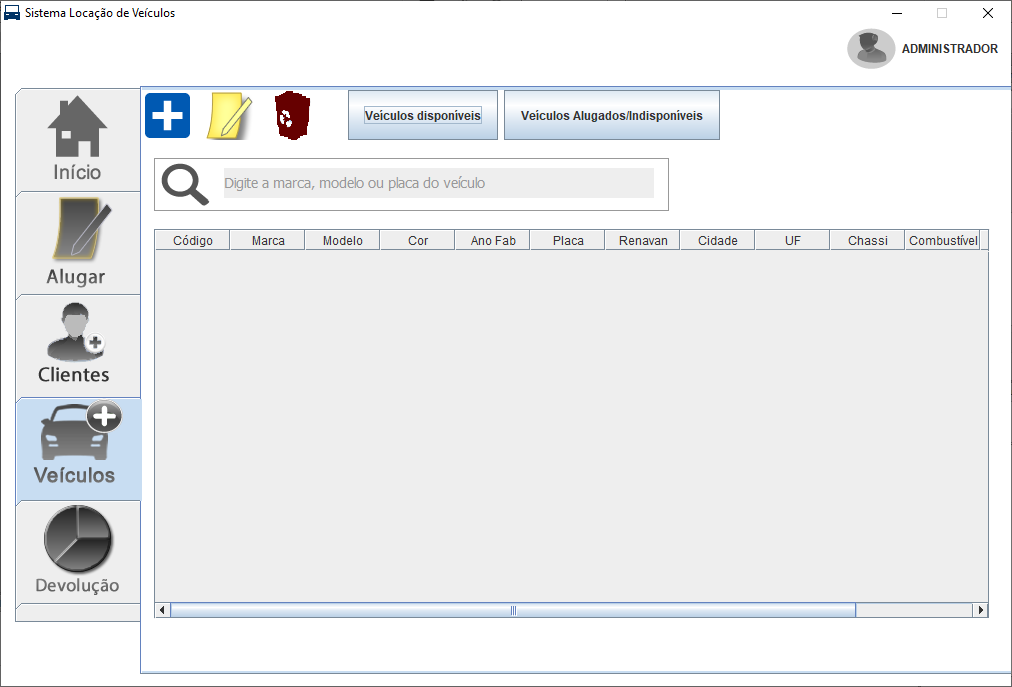 Sistema Locação de Veículos
ADMINISTRADOR
Início
Alugar
Clientes
Veículos
Devolução
Veículos disponíveis
Veiculos Alugados/Indisponíveis
Digite a marca, modelo ou placa do veículo
Código Marca Modelo Cor Ano Fab Placa Renavan Cidade UF Chassi Combustível